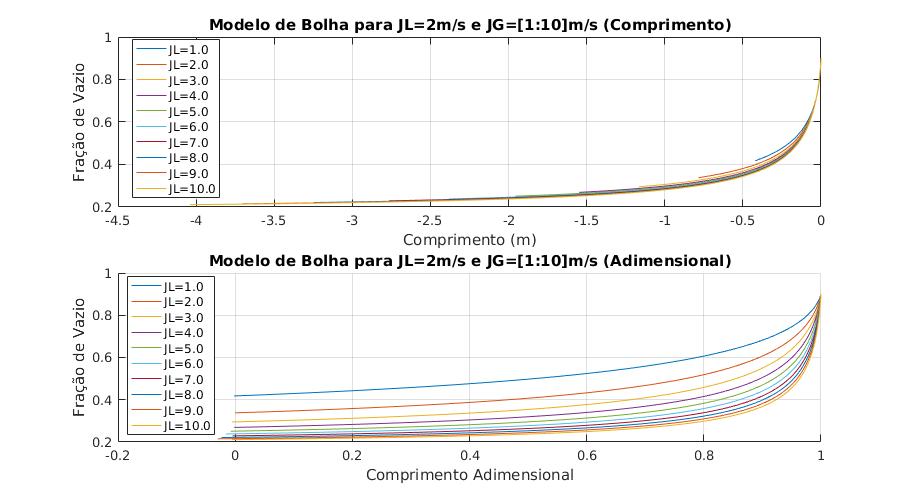 Modelo de Bolha para JL=2m/s e JG=[1:10]m/s (Comprimento)
Fração de Vazio
1
0.8
0.6
0.4
0.2
JL=1.0
JL=2.0
JL=3.0
JL=4.0
JL=5.0
JL=6.0
JL=7.0
JL=8.0
JL=9.0
JL=10.0
-4.5 -4 -3.5 -3 -2.5 -2 -1.5 -1 -0.5 0
Comprimento (m)
Modelo de Bolha para JL=2m/s e JG=[1:10]m/s (Adimensional)
Fração de Vazio
1
0.8
0.6
0.4
0.2
JL=1.0
JL=2.0
JL=3.0
JL=4.0
JL=5.0
JL=6.0
JL=7.0
JL=8.0
JL=9.0
JL=10.0
-0.2 0 0.2 0.4 0.6 0.8 1
Comprimento Adimensional